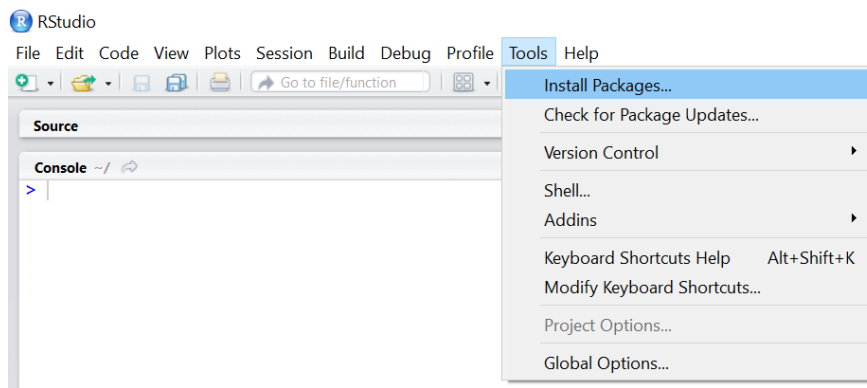 RStudio
File Edit Code View Plots Session Build Debug Profile Tools Help
Go to file/function
Install Packages...
Check for Package Updates...
Source
Version Control
Console ~/
>
Shell...
Addins
Keyboard Shortcuts Help Alt+Shift+K
Modify Keyboard Shortcuts...
Project Options...
Global Options...